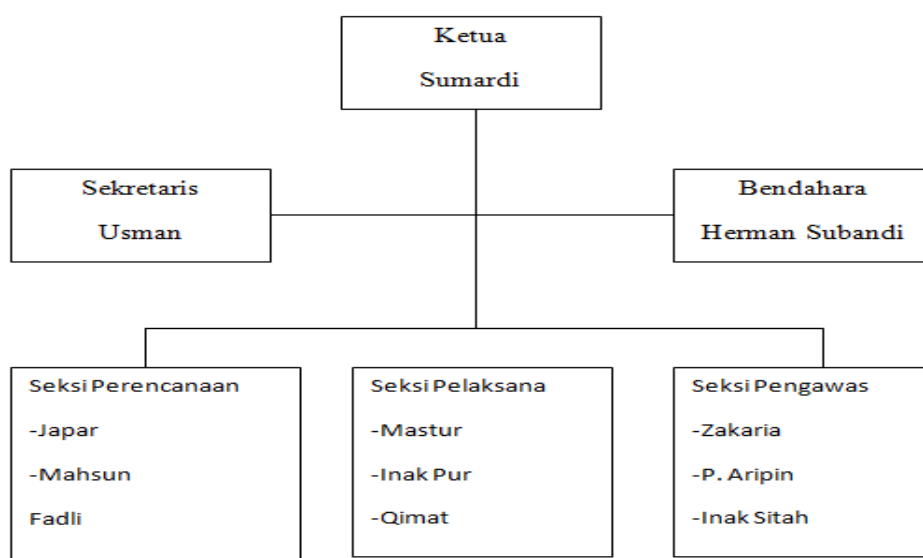 Ketua
Sumardi
Sekretaris
Usman
Bendahara
Herman Subandi
Seksi Perencanaan
-Japar
-Mahsun
Fadli
Seksi Pelaksana
-Mastur
-Inak Pur
-Qimat
Seksi Pengawas
-Zakaria
-P. Aripin
-Inak Sitah